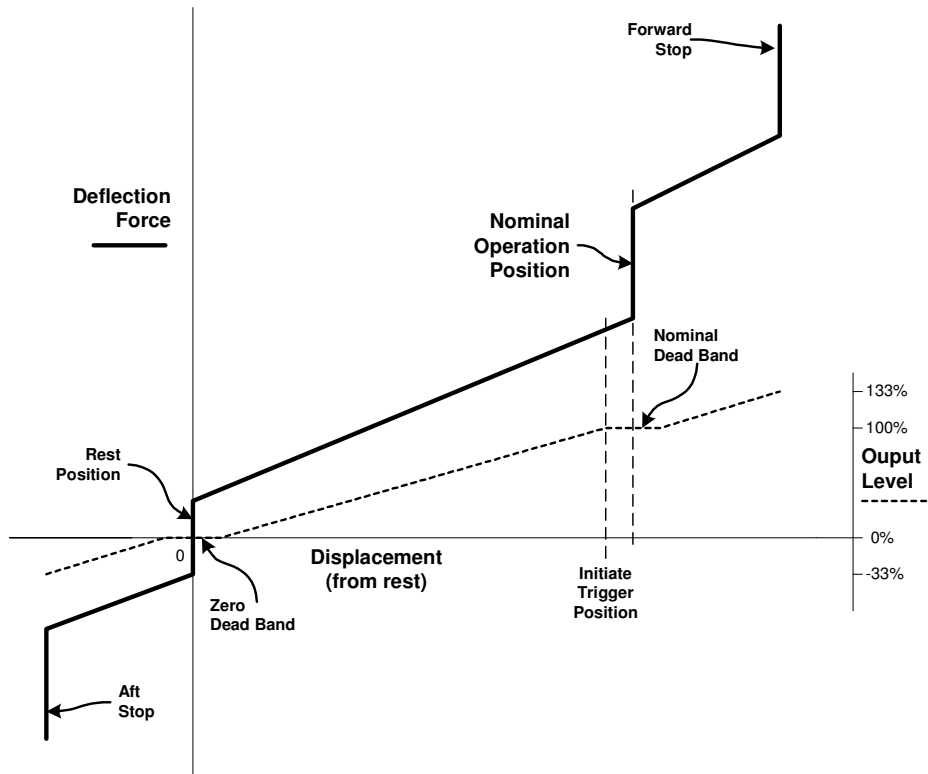 Forward
Stop
Deflection
Force
Nominal
Operation
Position
Nominal
Dead Band
133%
100%
Rest
Position
Ouput
Level
0
Displacement
(from rest)
0%
Initiate
Trigger
Position
-33%
Zero
Dead Band
Aft
Stop